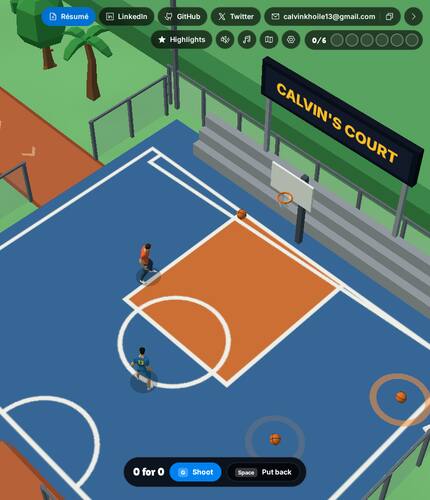 Résumé LinkedIn GitHub Twitter calvinkhoile13@gmail.com
Highlights 0/6
CALVIN'S COURT
0 for 0 Shoot Space Put back